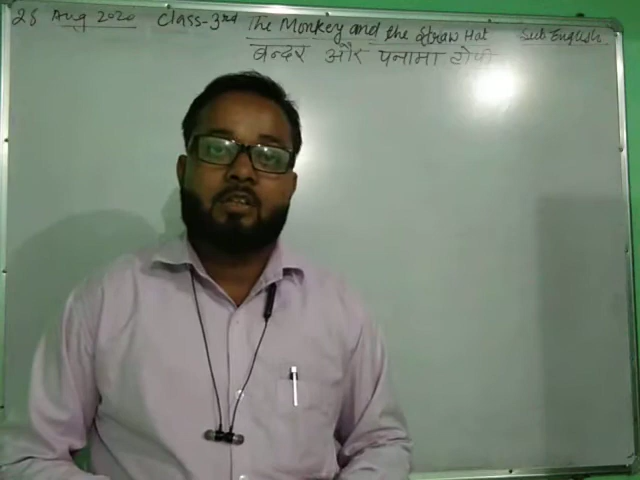 28 Aug 2020 Class-3rd The Monkey and the Straw Hat Sub English
बन्दर और पनामा टोपी